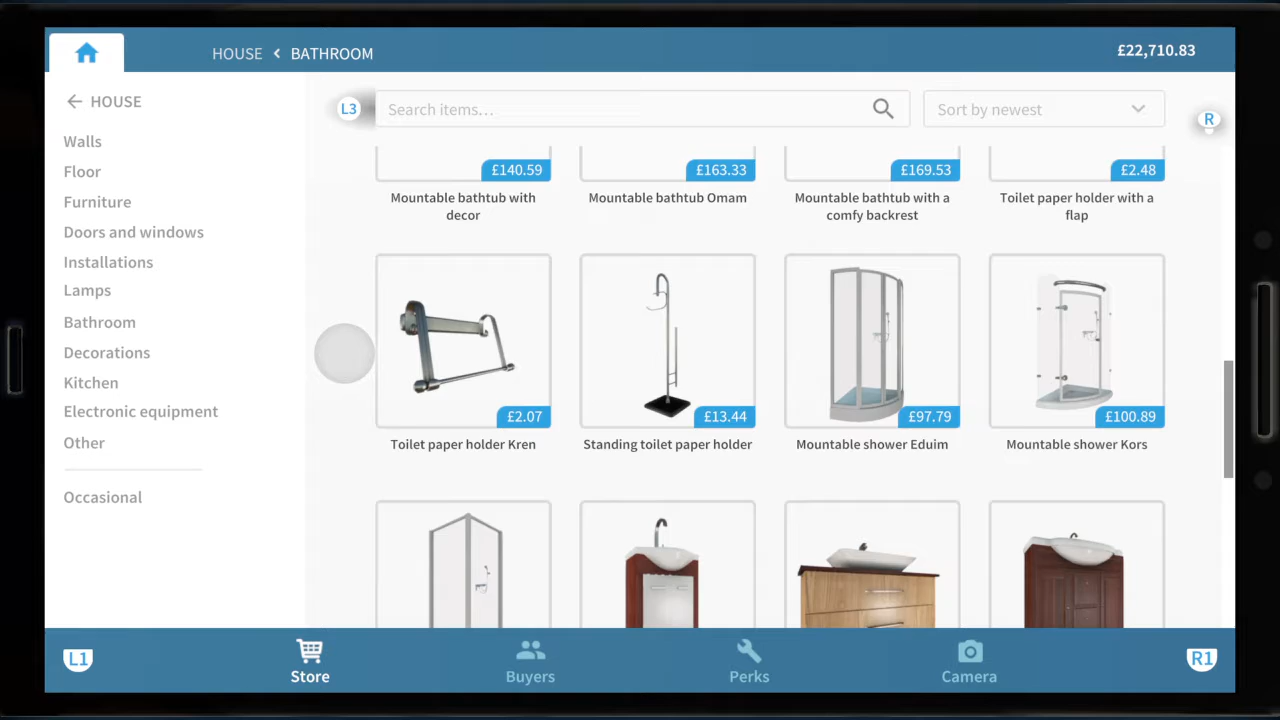 HOUSE < BATHROOM
£22,710.83
← HOUSE
Walls
Floor
Furniture
Doors and windows
Installations
Lamps
Bathroom
Decorations
Kitchen
Electronic equipment
Other
Occasional
L3
Search items...
Sort by newest
R
£140.59
£163.33
£169.53
£2.48
Mountable bathtub with
decor
Mountable bathtub Omam
Mountable bathtub with a
comfy backrest
Toilet paper holder with a
flap
£2.07
£13.44
£97.79
£100.89
Toilet paper holder Kren
Standing toilet paper holder
Mountable shower Eduim
Mountable shower Kors
L1
Store
Buyers
Perks
Camera
R1